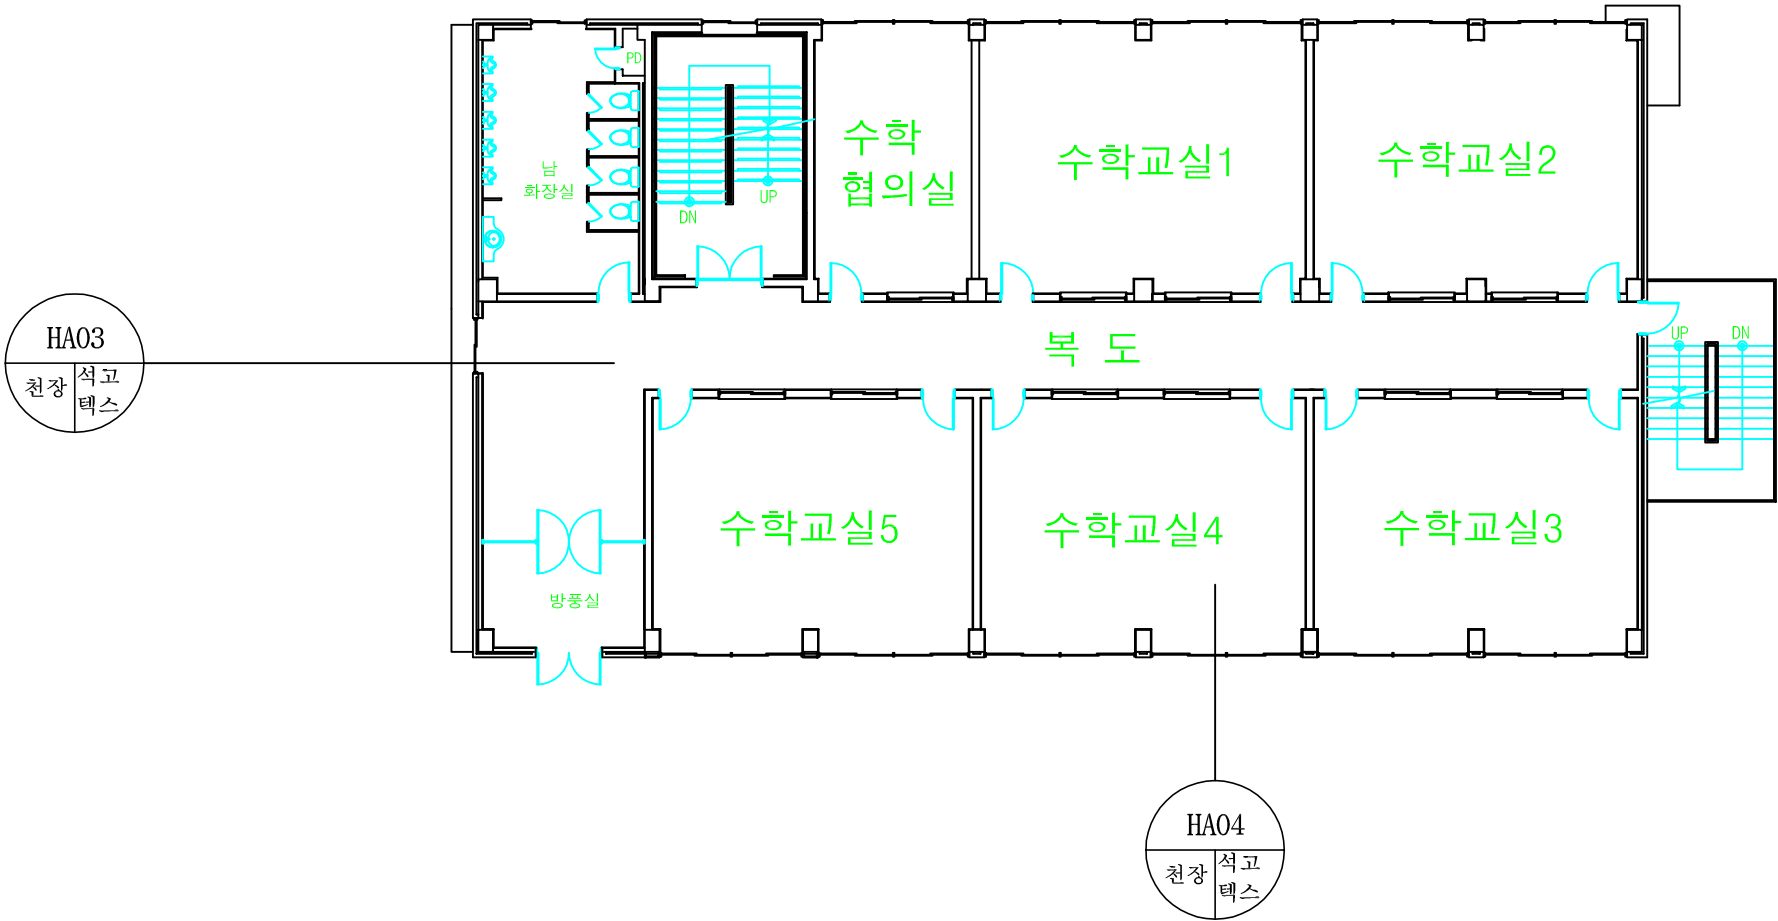 PD
수학
협의실
수학교실1
수학교실2
남
화장실
DN
UP
HA03
천장
석고
텍스
복 도
UP
DN
수학교실5
수학교실4
수학교실3
방풍실
HA04
천장
석고
텍스